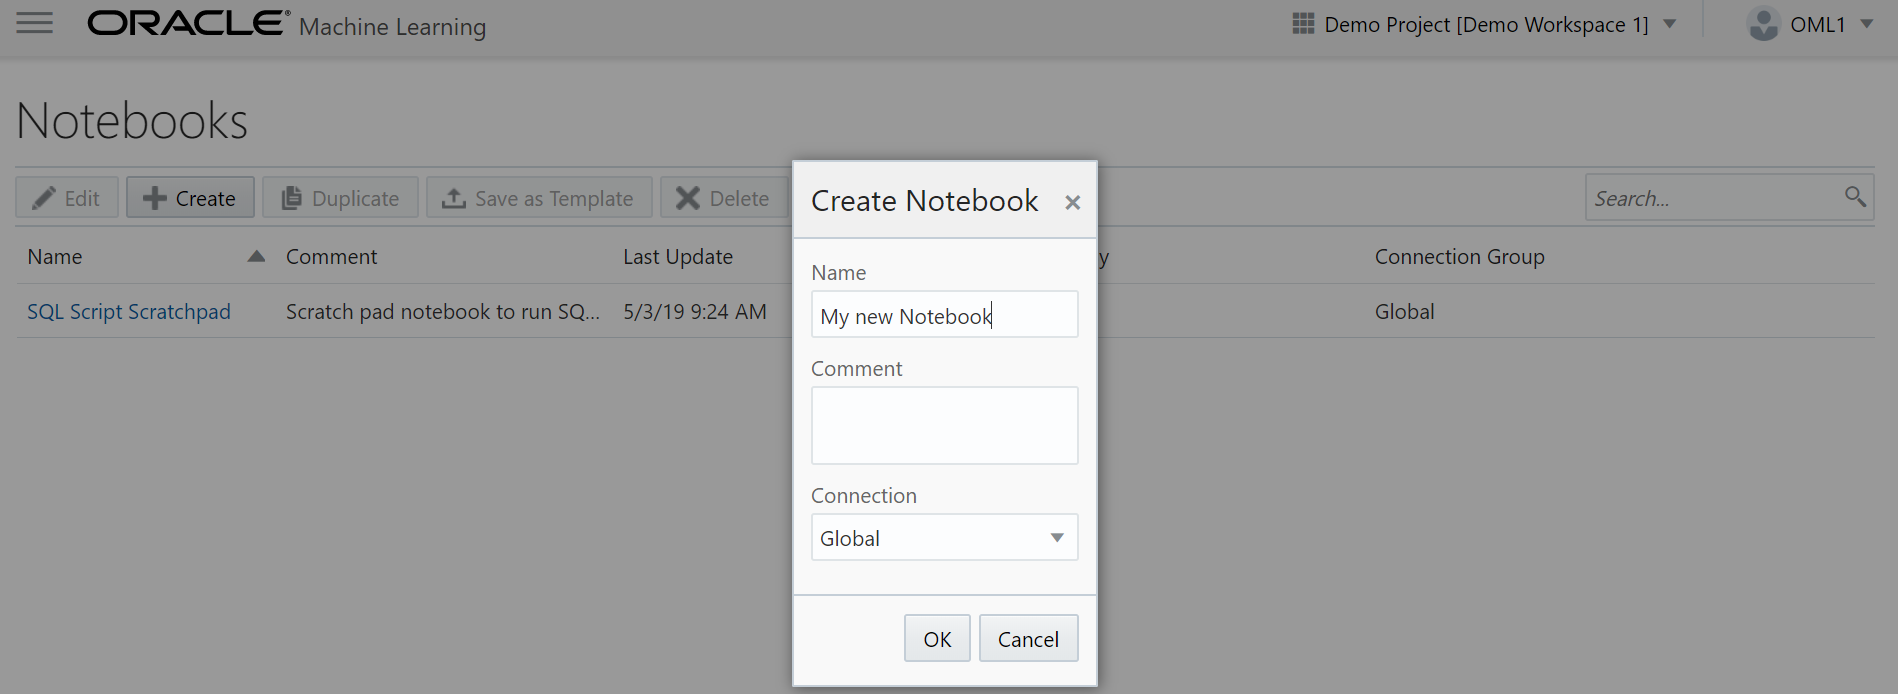 ORACLE® Machine Learning
Demo Project [Demo Workspace 1]
OML1
Notebooks
Edit
Create
Duplicate
Save as Template
Delete
Search...
Name
Comment
Last Update
y
Connection Group
SQL Script Scratchpad
Scratch pad notebook to run SQ...
5/3/19 9:24 AM
Global
Create Notebook
×
Name
My new Notebook
Comment
Connection
Global
OK
Cancel